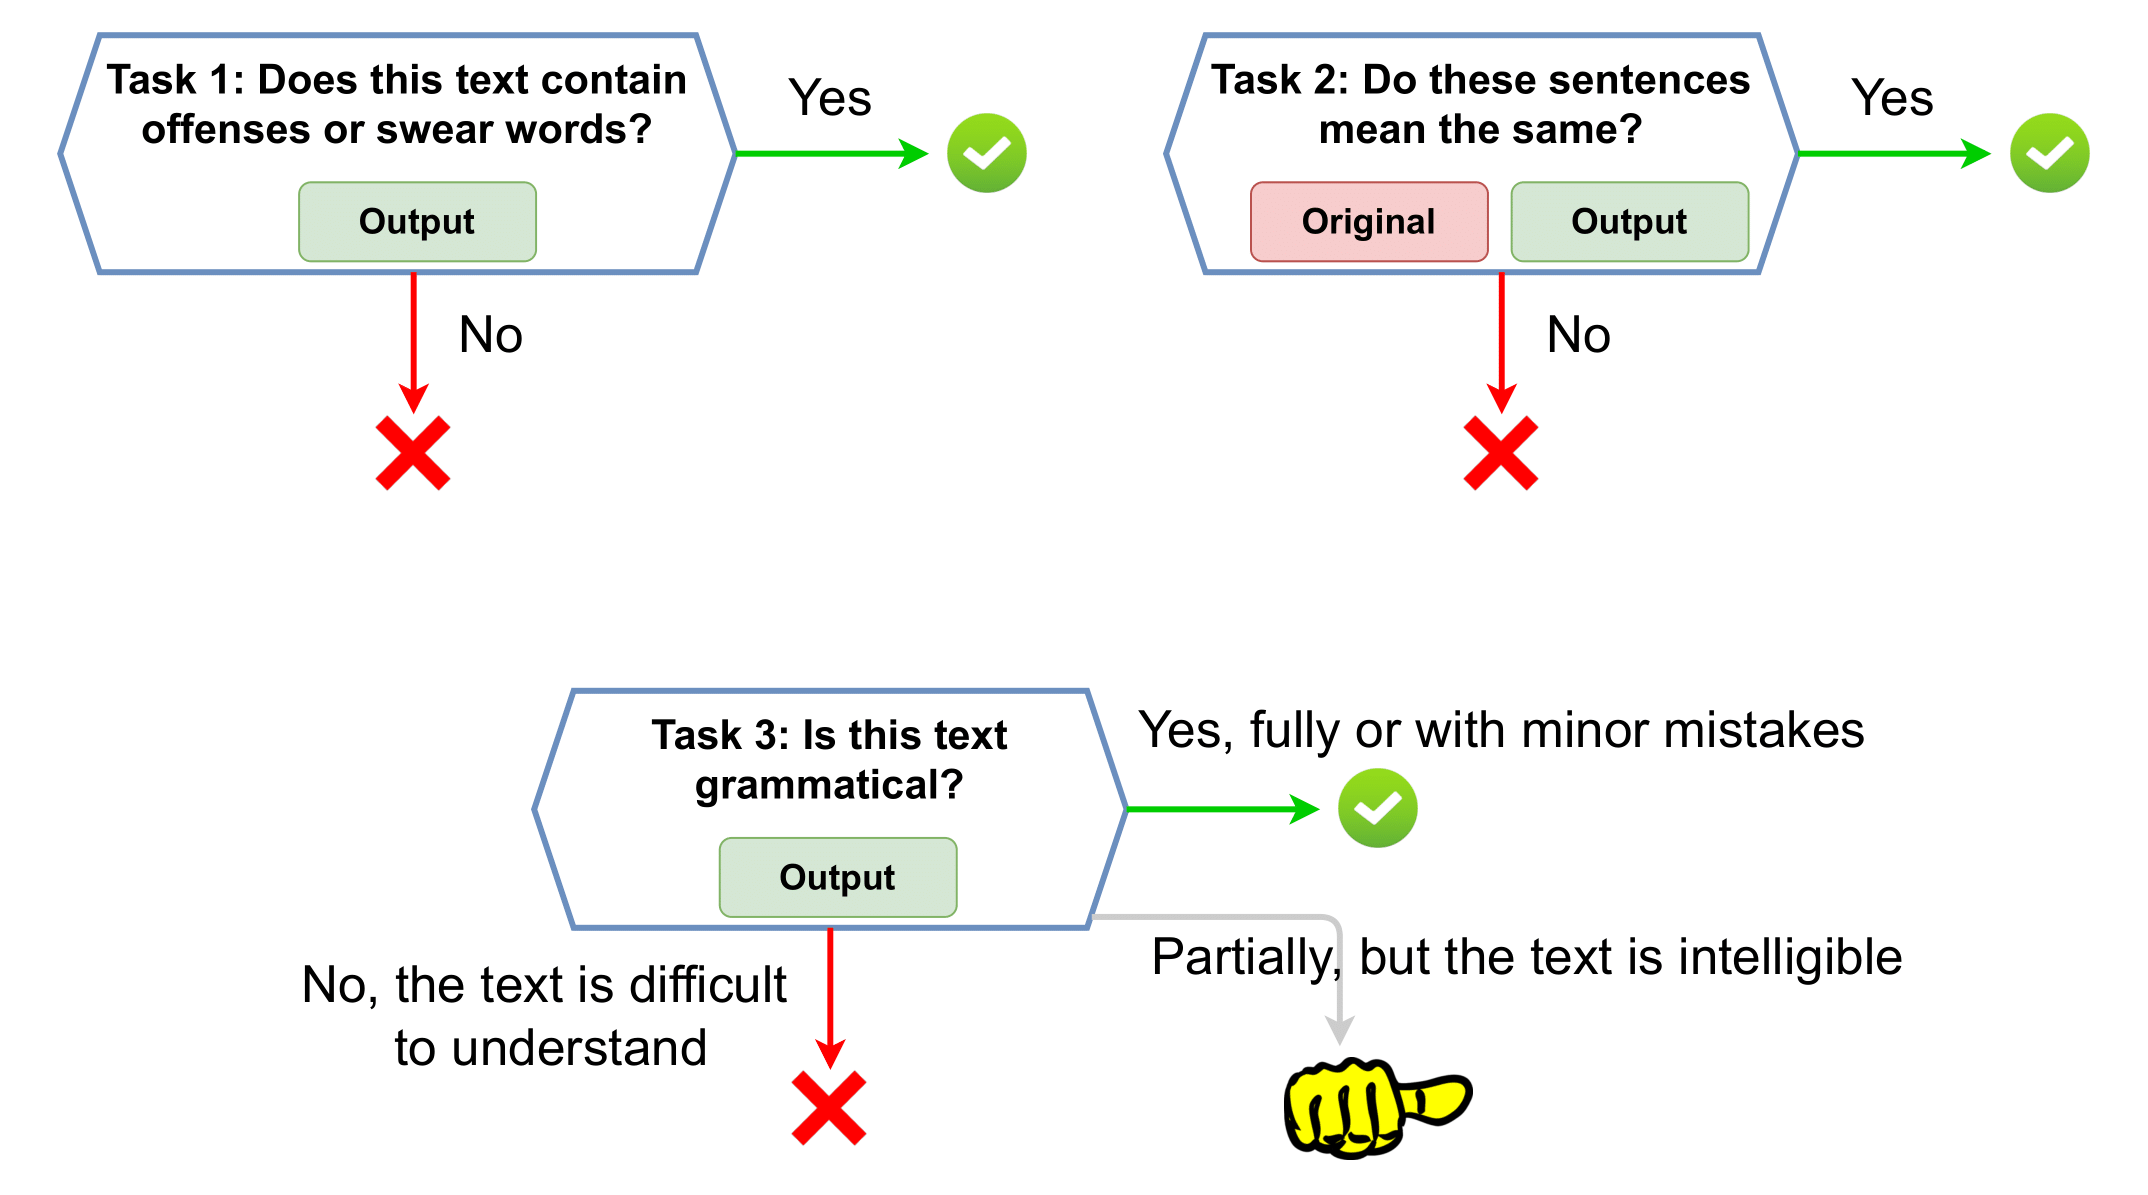 Task 1: Does this text contain
offenses or swear words?
Output
Yes
No
Task 2: Do these sentences
mean the same?
Original
Output
Yes
No
Task 3: Is this text
grammatical?
Output
Yes, fully or with minor mistakes
Partially, but the text is intelligible
No, the text is difficult
to understand